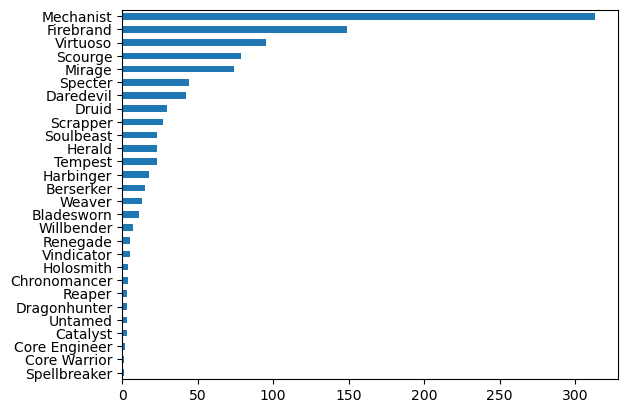 Mechanist
Firebrand
Virtuoso
Scourge
Mirage
Specter
Daredevil
Druid
Scrapper
Soulbeast
Herald
Tempest
Harbinger
Berserker
Weaver
Bladesworn
Willbender
Renegade
Vindicator
Holosmith
Chronomancer
Reaper
Dragonhunter
Untamed
Catalyst
Core Engineer
Core Warrior
Spellbreaker
0 50 100 150 200 250 300